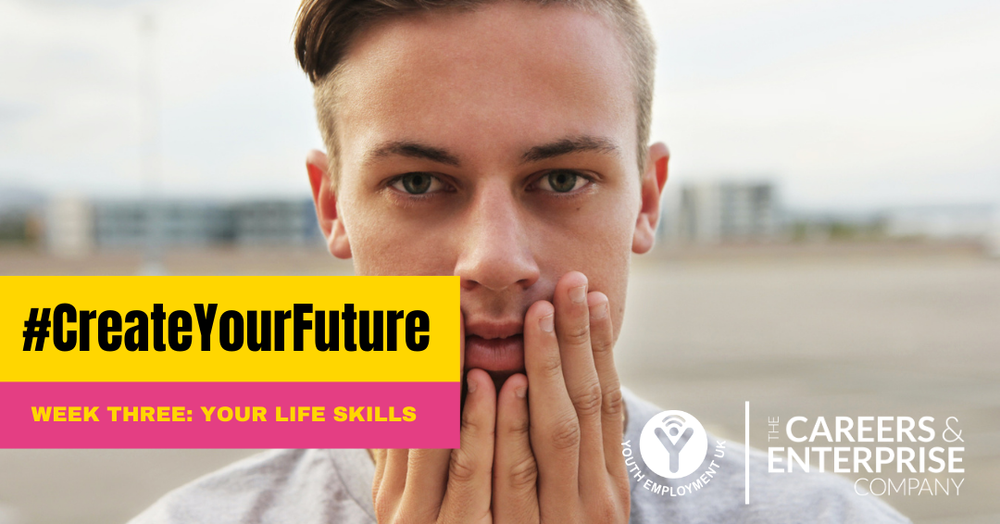 #CreateYourFuture
WEEK THREE: YOUR LIFE SKILLS
YOUTH EMPLOYMENT UK
THE
CAREERS &
ENTERPRISE
COMPANY